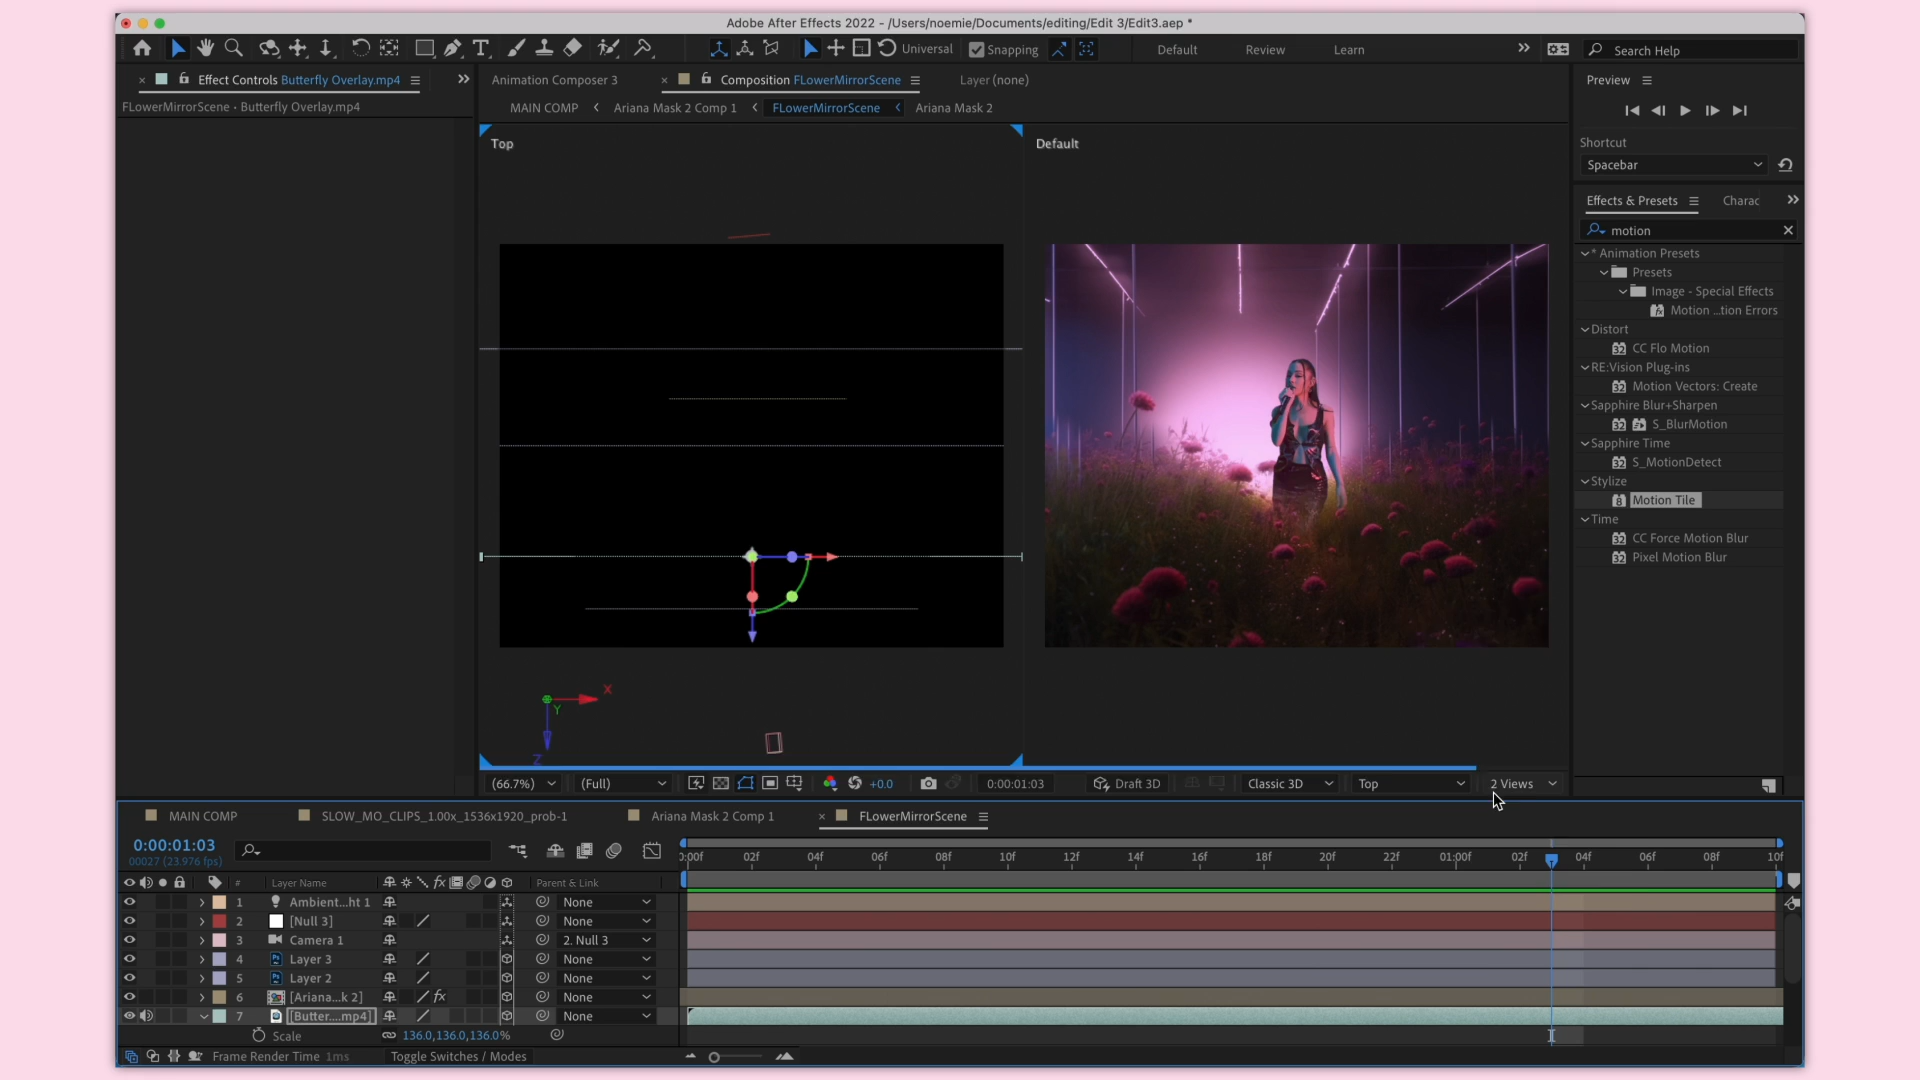 Adobe After Effects 2022 - /Users/noemie/Documents/editing/Edit 3/Edit3.aep *
Universal
Snapping
Default
Review
Learn
Search Help
Effect Controls Butterfly Overlay.mp4
FLowerMirrorScene • Butterfly Overlay.mp4
Animation Composer 3
Composition FLowerMirrorScene
Layer (none)
MAIN COMP
Ariana Mask 2 Comp 1
FLowerMirrorScene
Ariana Mask 2
Top
Default
X
Y
Z
(66.7%)
(Full)
+0.0
0:00:01:03
Draft 3D
Classic 3D
Top
2 Views
Preview
Shortcut
Spacebar
Effects & Presets
Charac
motion
* Animation Presets
Presets
Image - Special Effects
Motion ...tion Errors
Distort
CC Flo Motion
RE:Vision Plug-ins
Motion Vectors: Create
Sapphire Blur+Sharpen
S_BlurMotion
Sapphire Time
S_MotionDetect
Stylize
Motion Tile
Time
CC Force Motion Blur
Pixel Motion Blur
MAIN COMP
SLOW_MO_CLIPS_1.00x_1536x1920_prob-1
Ariana Mask 2 Comp 1
FLowerMirrorScene
0:00:01:03
00027 (23.976 fps)
0:00f 02f 04f 06f 08f 10f 12f 14f 16f 18f 20f 22f 01:00f 02f 04f 06f 08f 10f
# Layer Name Parent & Link
1 Ambient...ht 1 None
2 [Null 3] None
3 Camera 1 2. Null 3
4 Layer 3 None
5 Layer 2 None
6 [Ariana...k 2] None
7 [Butter....mp4] None
Scale 136.0,136.0,136.0%
Frame Render Time 1ms
Toggle Switches / Modes